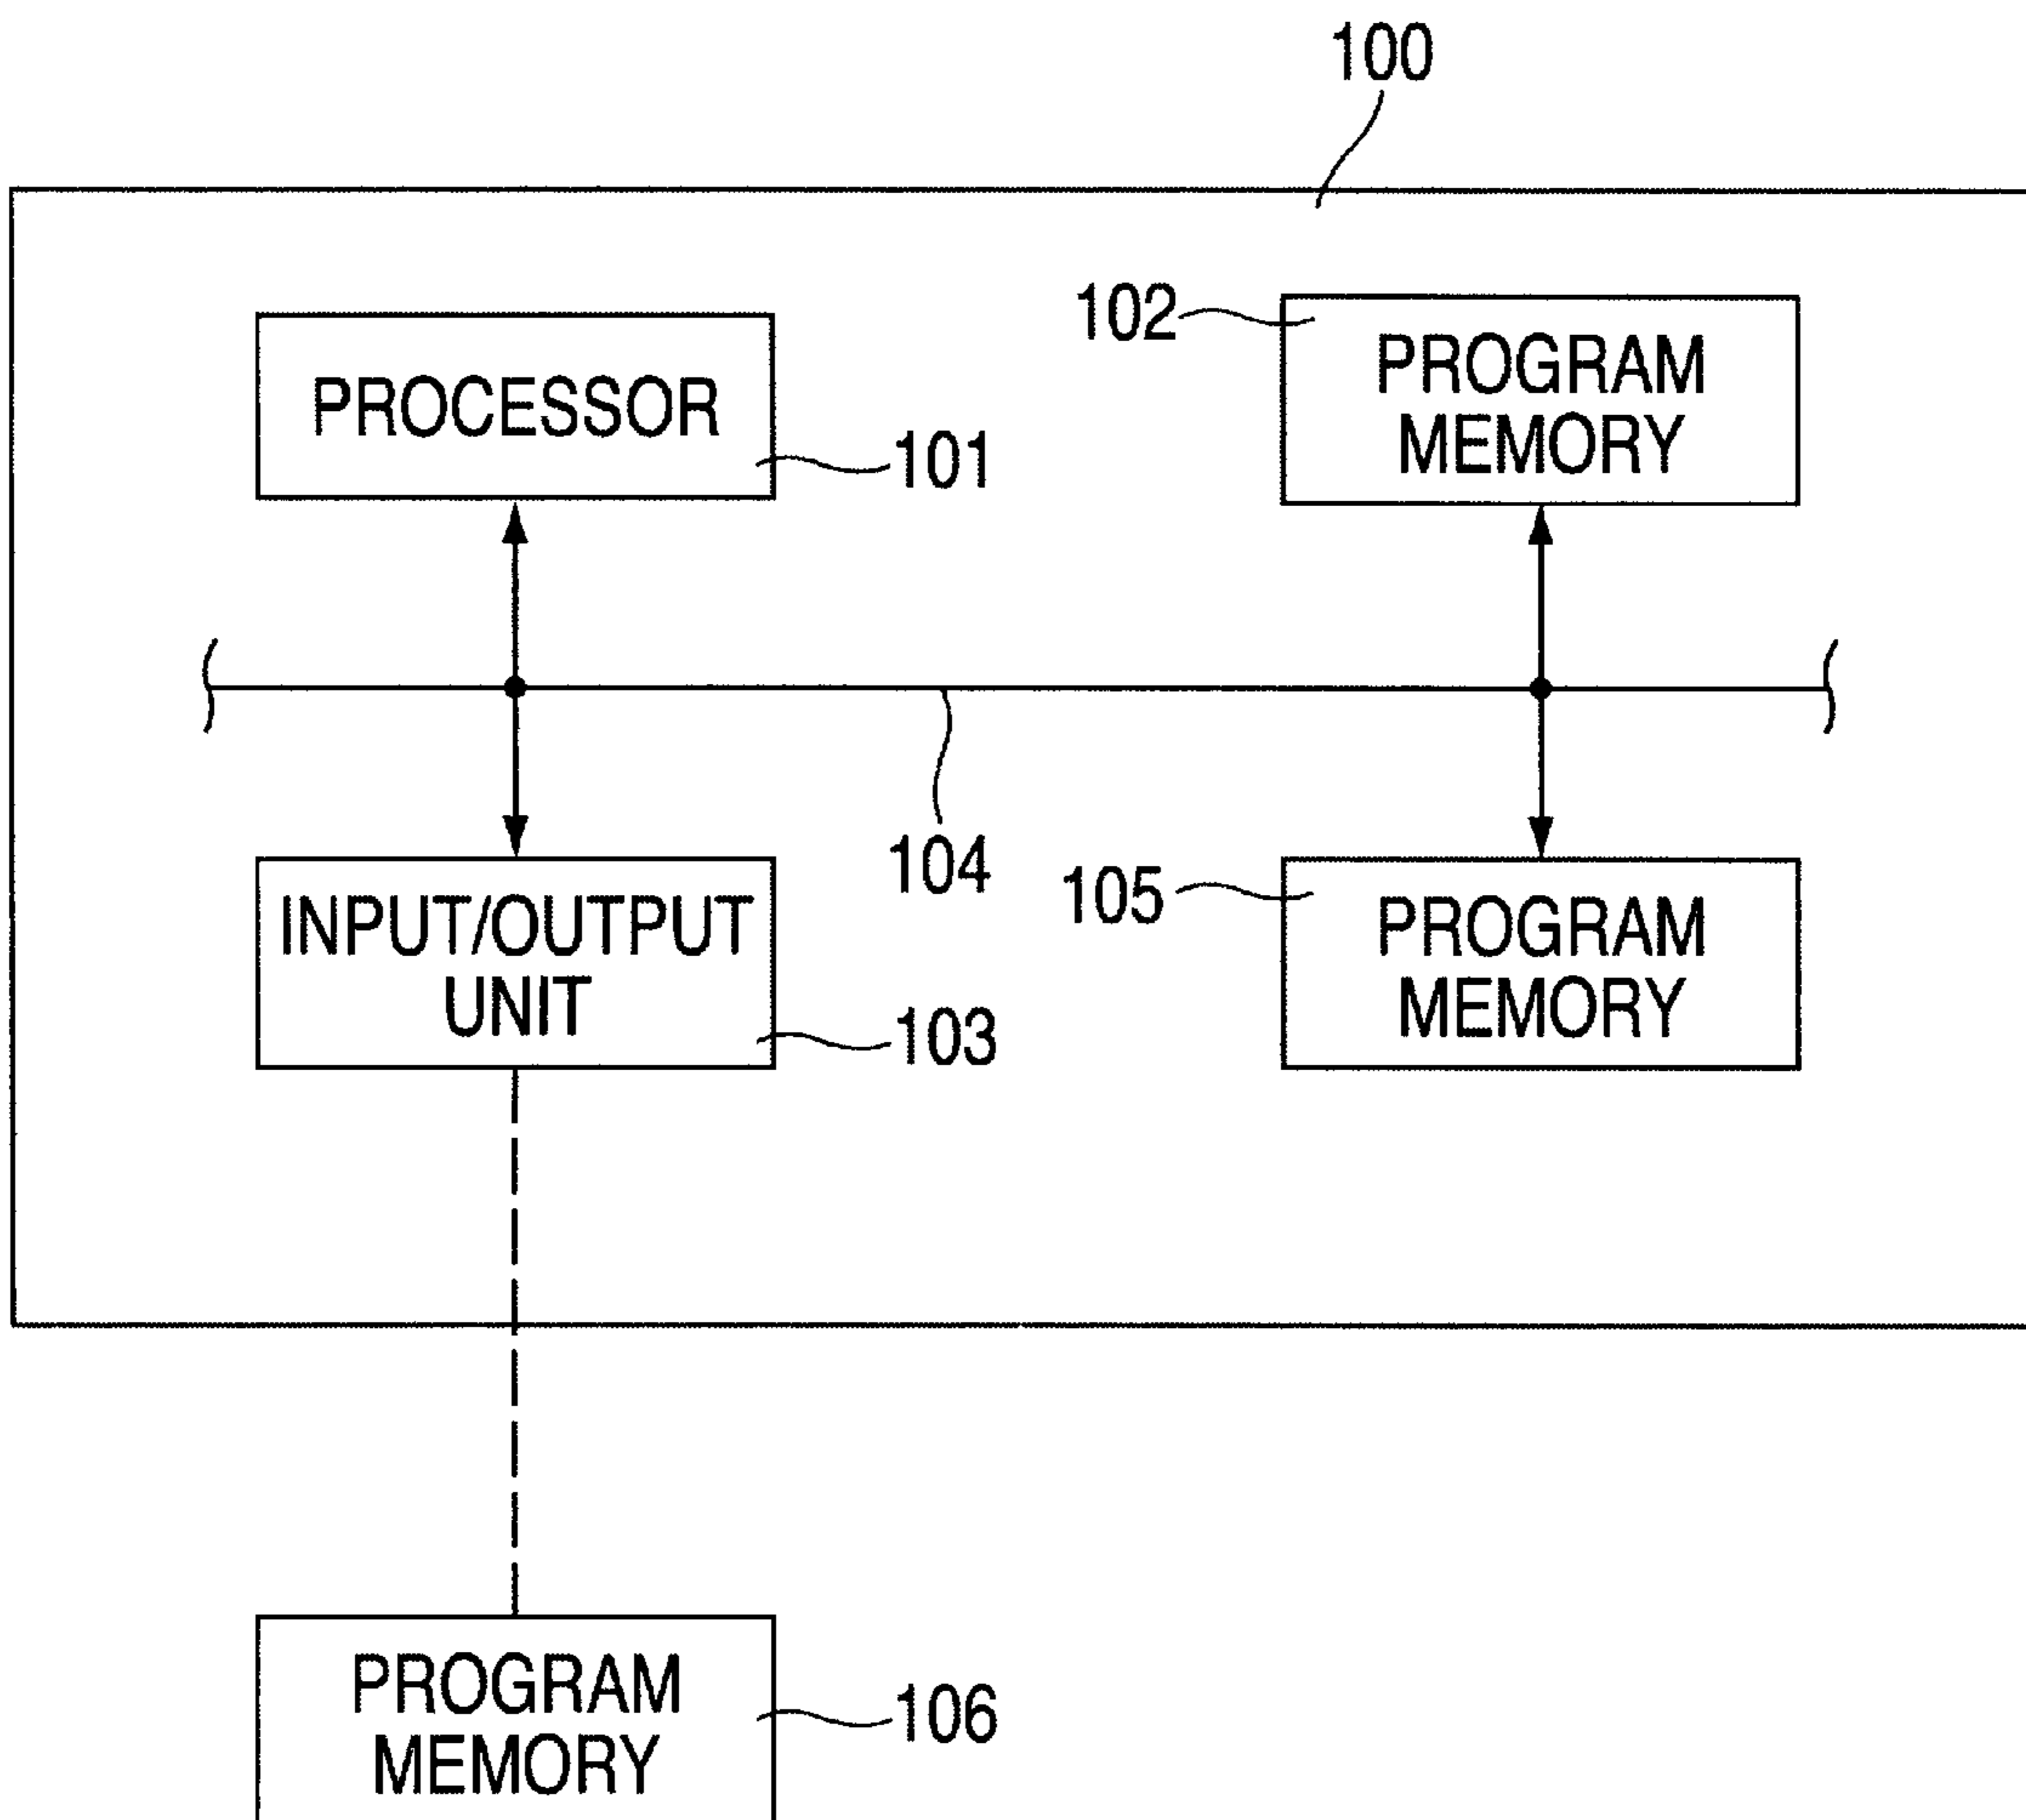 100
102
PROGRAM
MEMORY
PROCESSOR
101
104
105
INPUT/OUTPUT
UNIT
103
PROGRAM
MEMORY
PROGRAM
MEMORY
106